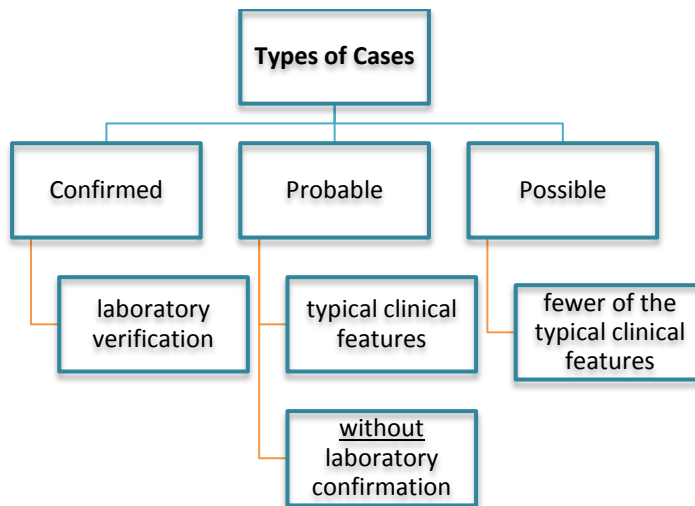 Types of Cases
Confirmed
Probable
Possible
laboratory
verification
typical clinical
features
fewer of the
typical clinical
features
without
laboratory
confirmation